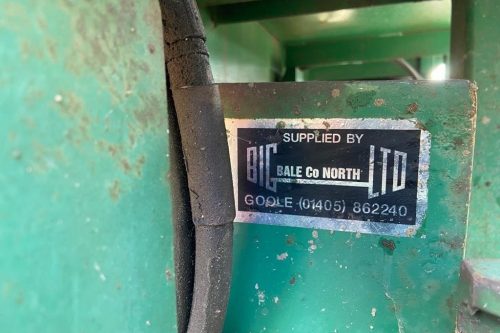 SUPPLIED BY
BIG BALE Co NORTH LTD
GOOLE (01405) 862240